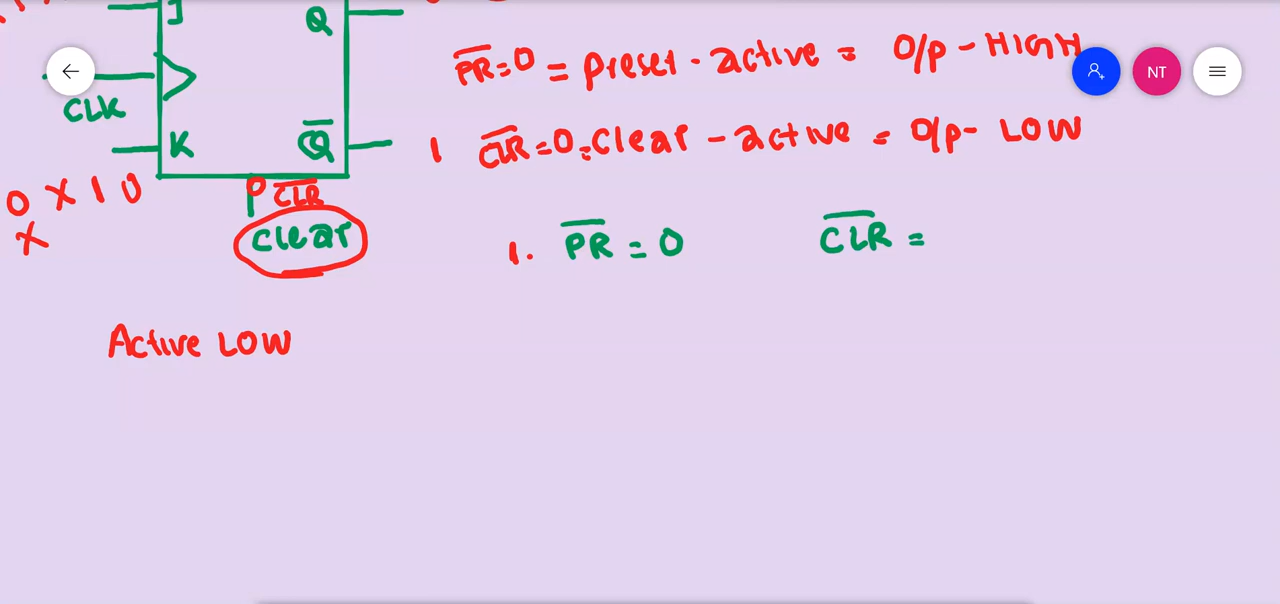 J Q
PR=0 = preset - active = O/p - HIGH
NT
CLK
K Q 1 CLR=0=Clear - active = O/p- LOW
0 X 1 0
CLR
X
Clear
1. PR = 0 CLR =
Active LOW